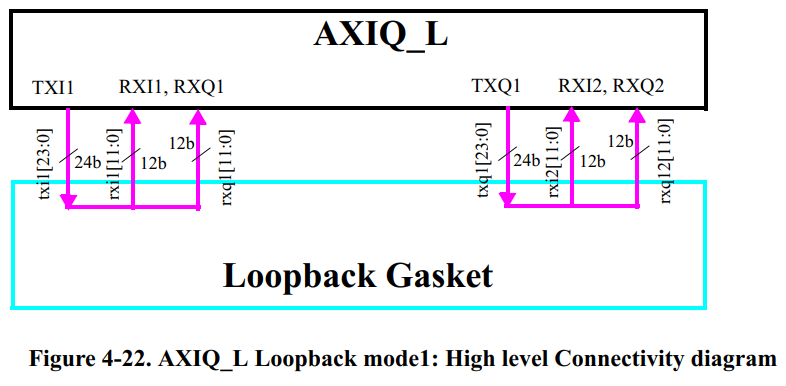 AXIQ_L
TXI1 RXI1, RXQ1 TXQ1 RXI2, RXQ2
txi1[23:0] 24b rxi1[11:0] 12b 12b rxq1[11:0] txq1[23:0] 24b rxi2[11:0] 12b 12b rxq12[11:0]
Loopback Gasket
Figure 4-22. AXIQ_L Loopback mode1: High level Connectivity diagram